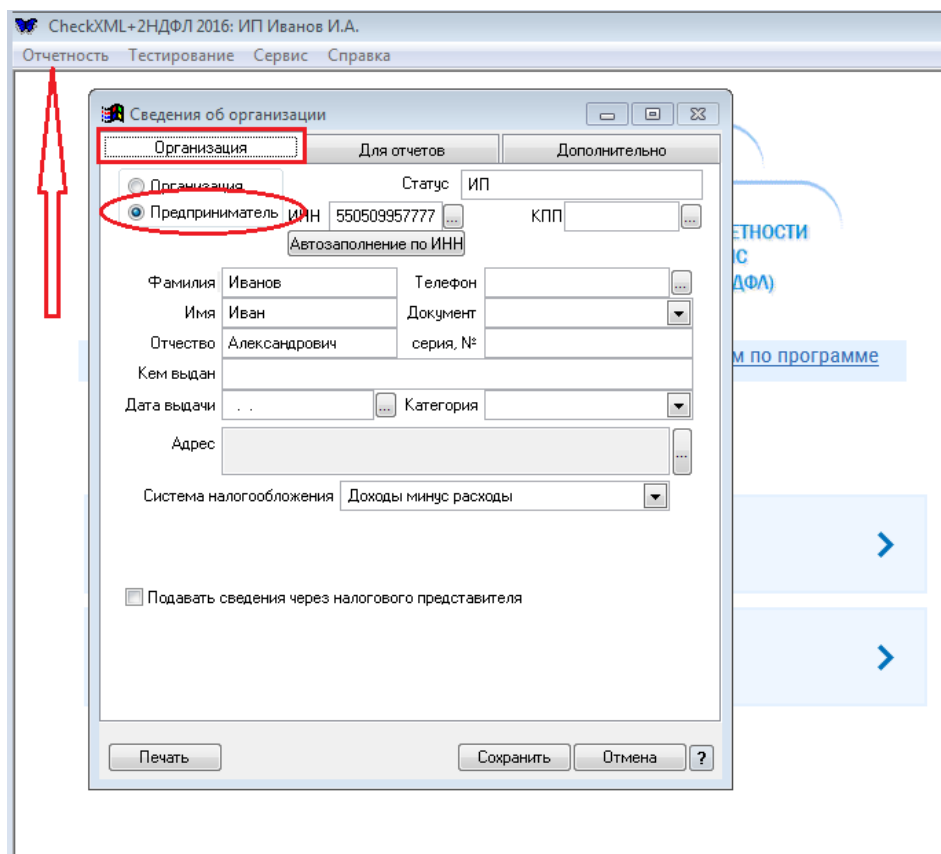 CheckXML+2НДФЛ 2016: ИП Иванов И.А.
Отчетность Тестирование Сервис Справка
Сведения об организации
Организация Для отчетов Дополнительно
Организация Статус ИП
Предприниматель ИНН 550509957777 ... КПП ...
Автозаполнение по ИНН
ЕТНОСТИ
ІС
ДФЛ)
Фамилия Иванов Телефон ...
Имя Иван Документ
Отчество Александрович серия, №
м по программе
Кем выдан
Дата выдачи . . ... Категория
Адрес ...
Система налогообложения Доходы минус расходы
Подавать сведения через налогового представителя
Печать Сохранить Отмена ?